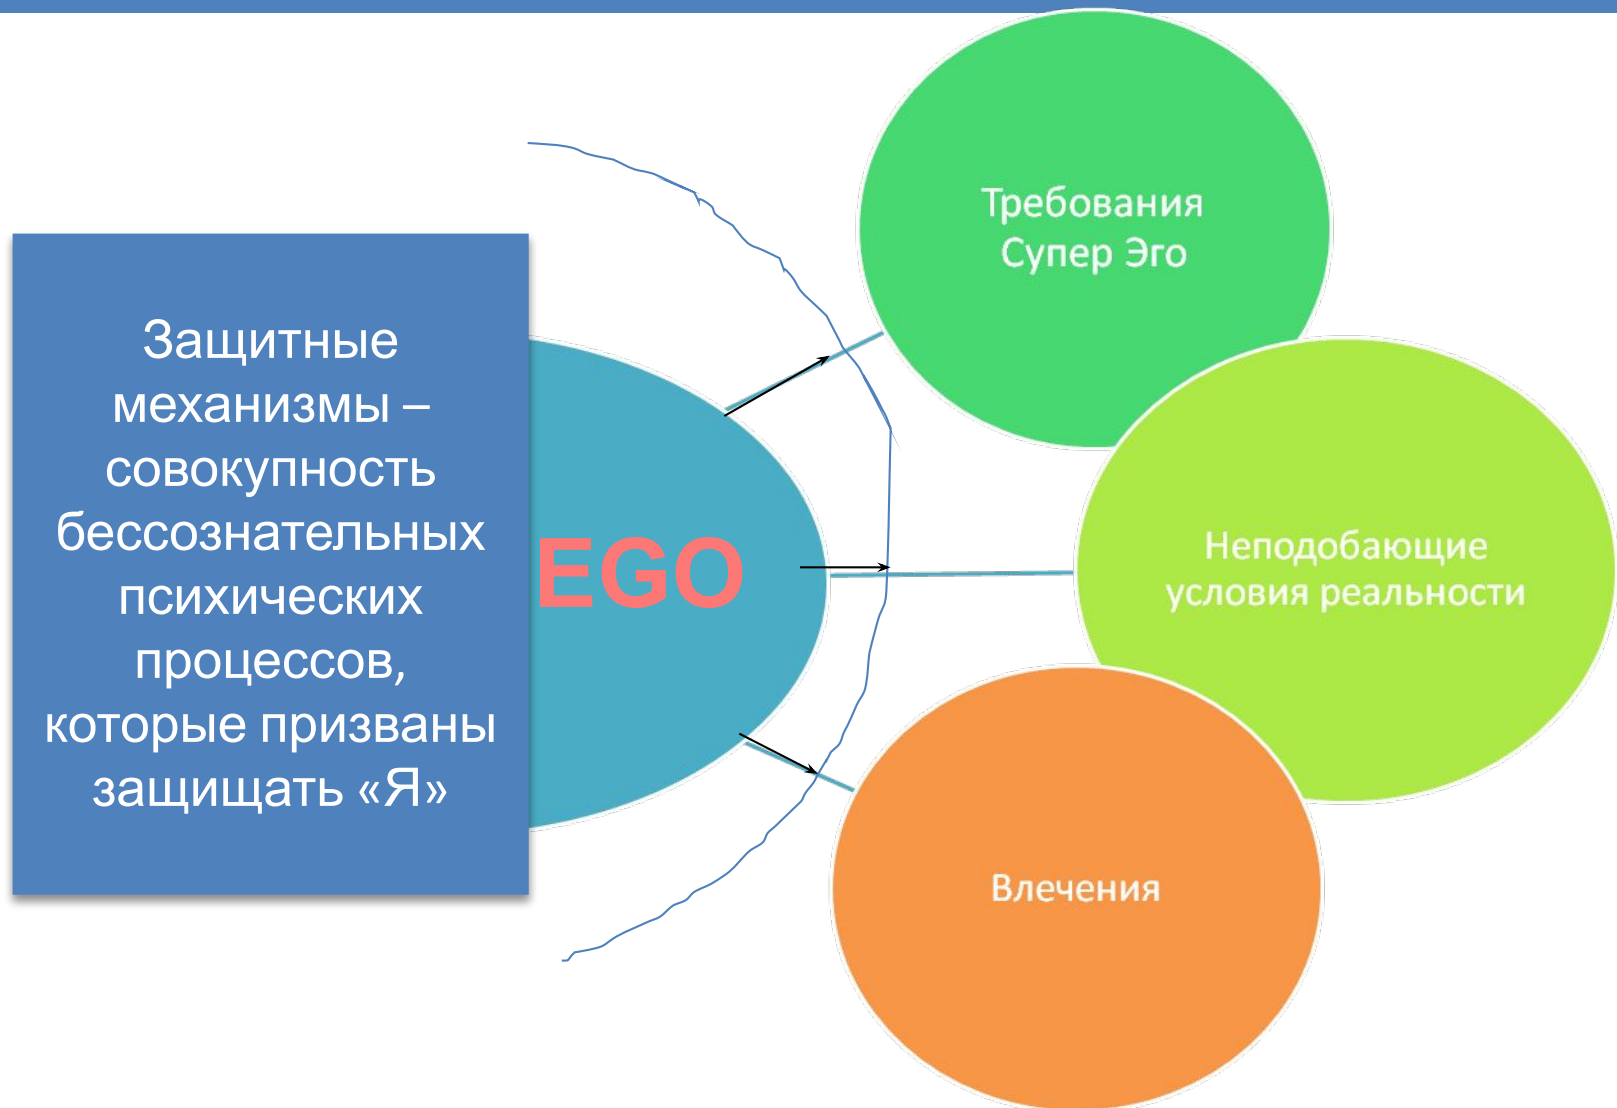 Защитные
механизмы –
совокупность
бессознательных
психических
процессов,
которые призваны
защищать «Я»
EGO
Требования
Супер Эго
Неподобающие
условия реальности
Влечения